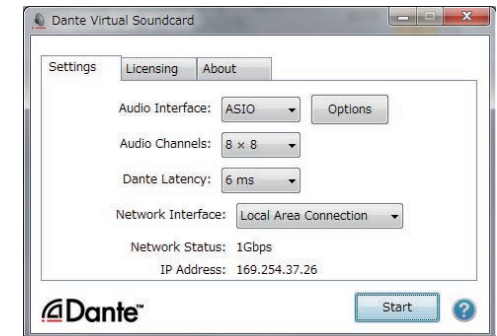 Dante Virtual Soundcard
Settings Licensing About
Audio Interface: ASIO Options
Audio Channels: 8 × 8
Dante Latency: 6 ms
Network Interface: Local Area Connection
Network Status: 1Gbps
IP Address: 169.254.37.26
Dante™ Start ?